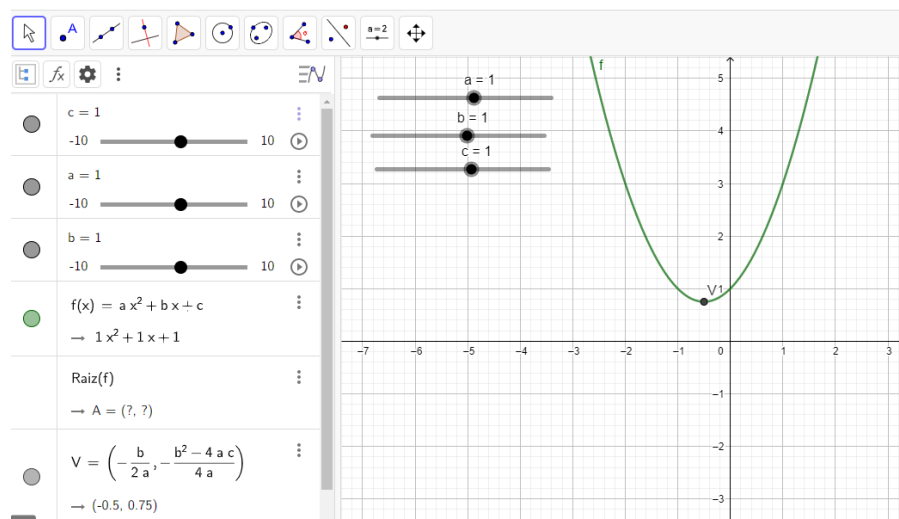 A
a = 2
fx
c = 1
-10 10
a = 1
-10 10
b = 1
-10 10
f(x) = a x² + b x + c
→ 1 x² + 1 x + 1
Raiz(f)
→ A = (?, ?)
V = (-b/2 a, -b² - 4 a c/4 a)
→ (-0.5, 0.75)
a = 1
b = 1
c = 1
f
5
4
3
2
V 1
-7 -6 -5 -4 -3 -2 -1 0 1 2 3
-1
-2
-3